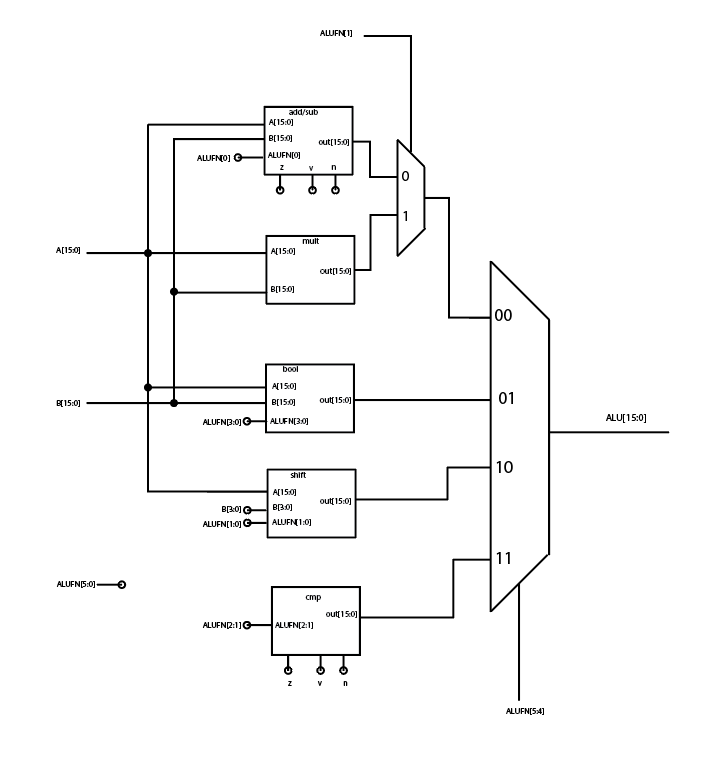 ALUFN[1]
add/sub
A[15:0]
B[15:0]
out[15:0]
ALUFN[0]
ALUFN[0]
z v n
0
1
mult
A[15:0]
A[15:0]
out[15:0]
B[15:0]
00
bool
A[15:0]
B[15:0]
B[15:0]
out[15:0]
01
ALUFN[3:0]
ALUFN[3:0]
ALU[15:0]
shift
10
A[15:0]
out[15:0]
B[3:0]
B[3:0]
ALUFN[1:0]
ALUFN[1:0]
11
ALUFN[5:0]
cmp
out[15:0]
ALUFN[2:1]
ALUFN[2:1]
z v n
ALUFN[5:4]